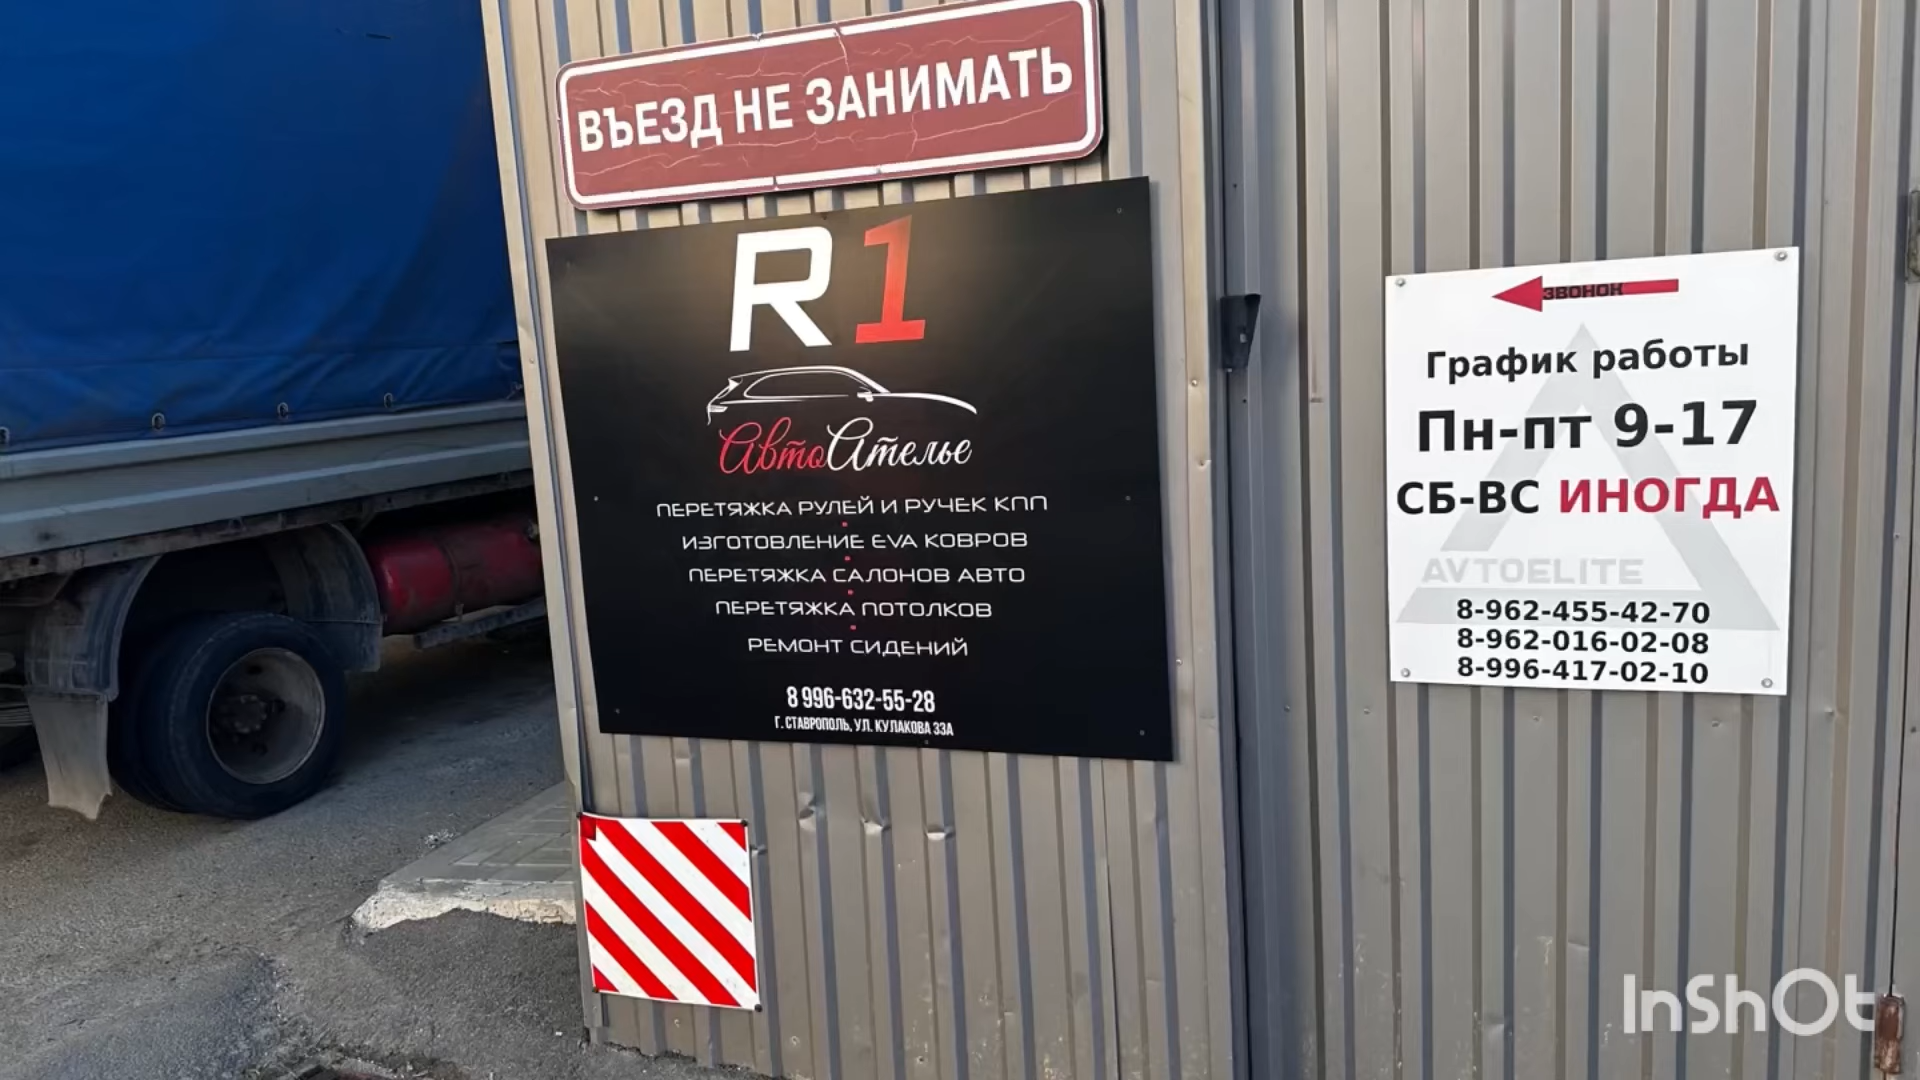 ВЪЕЗД НЕ ЗАНИМАТЬ
R1
АвтоАтелье
ПЕРЕТЯЖКА РУЛЕЙ И РУЧЕК КПП
ИЗГОТОВЛЕНИЕ EVA КОВРОВ
ПЕРЕТЯЖКА САЛОНОВ АВТО
ПЕРЕТЯЖКА ПОТОЛКОВ
РЕМОНТ СИДЕНИЙ
8 996-632-55-28
Г. СТАВРОПОЛЬ, УЛ. КУЛАКОВА 33А
ЗВОНОК
График работы
Пн-пт 9-17
СБ-ВС ИНОГДА
AVTOELITE
8-962-455-42-70
8-962-016-02-08
8-996-417-02-10
InShOt